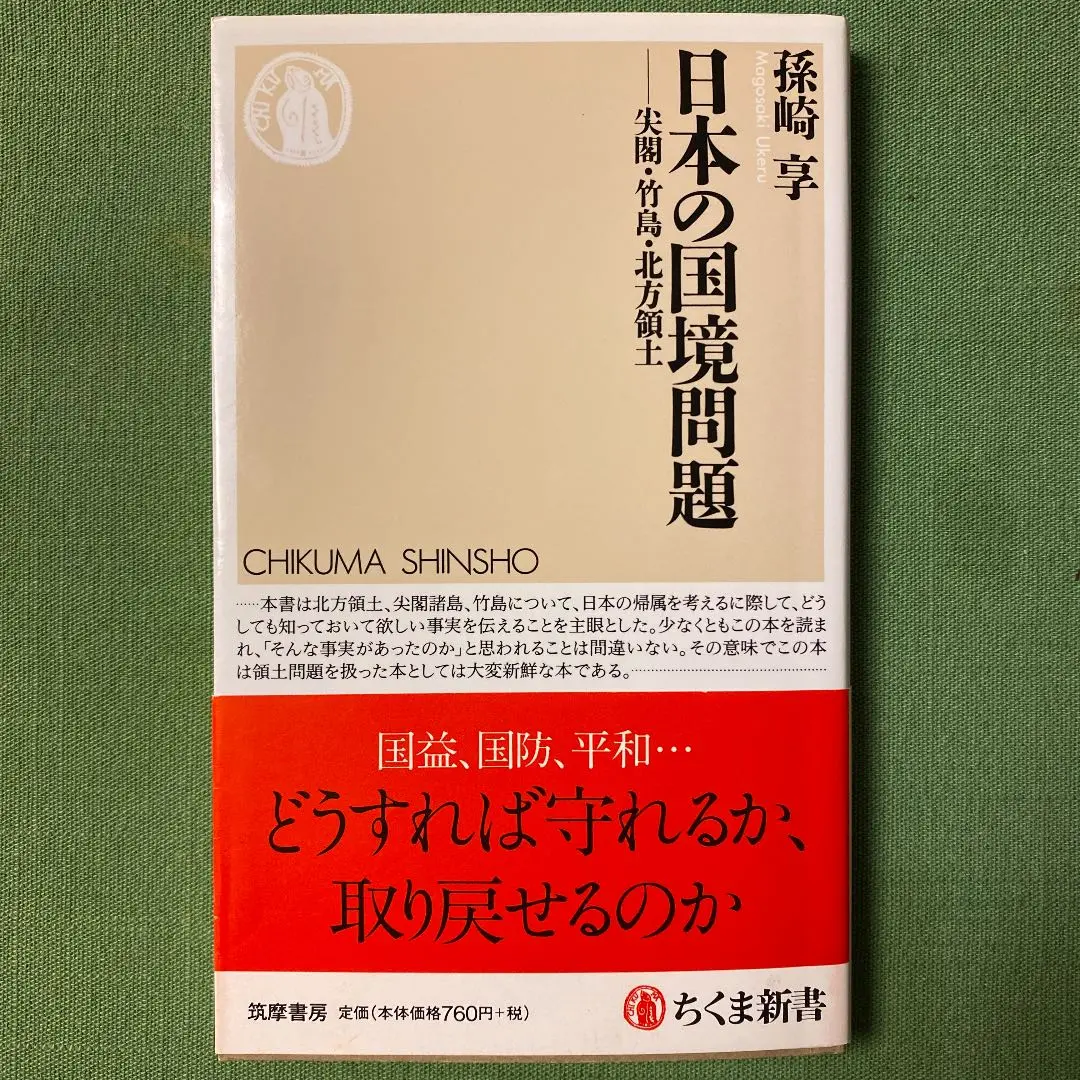 孫崎 享
Magosaki Ukeru
日本の国境問題
──尖閣・竹島・北方領土
CHIKUMA
CHIKUMA SHINSHO
……本書は北方領土、尖閣諸島、竹島について、日本の帰属を考えるに際して、どう
しても知っておいて欲しい事実を伝えることを主眼とした。少なくともこの本を読ま
れ、「そんな事実があったのか」と思われることは間違いない。その意味でこの本
は領土問題を扱った本としては大変新鮮な本である。……………………
国益、国防、平和…
どうすれば守れるか、
取り戻せるのか
筑摩書房 定価(本体価格760円+税)
ちくま新書